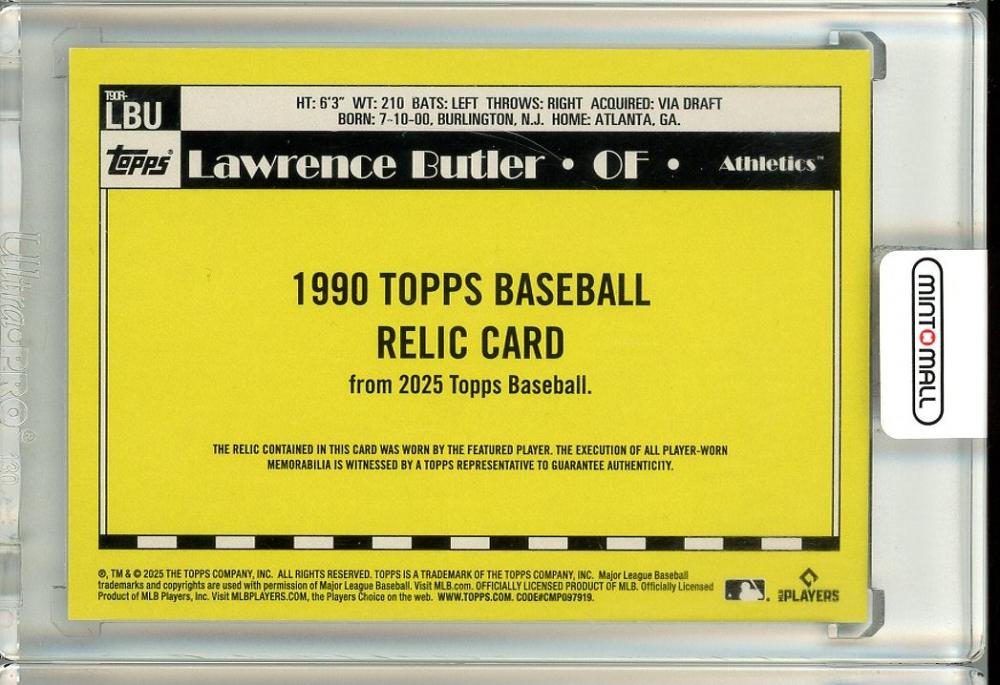 T90R-
LBU
HT: 6'3" WT: 210 BATS: LEFT THROWS: RIGHT ACQUIRED: VIA DRAFT
BORN: 7-10-00, BURLINGTON, N.J. HOME: ATLANTA, GA.
Topps® Lawrence Butler • OF • Athletics™
1990 TOPPS BASEBALL
RELIC CARD
from 2025 Topps Baseball.
THE RELIC CONTAINED IN THIS CARD WAS WORN BY THE FEATURED PLAYER. THE EXECUTION OF ALL PLAYER-WORN
MEMORABILIA IS WITNESSED BY A TOPPS REPRESENTATIVE TO GUARANTEE AUTHENTICITY.
®, TM & © 2025 THE TOPPS COMPANY, INC. ALL RIGHTS RESERVED. TOPPS IS A TRADEMARK OF THE TOPPS COMPANY, INC. Major League Baseball
trademarks and copyrights are used with permission of Major League Baseball. Visit MLB.com. OFFICIALLY LICENSED PRODUCT OF MLB. Officially Licensed
Product of MLB Players, Inc. Visit MLBPLAYERS.COM, the Players Choice on the web. WWW.TOPPS.COM. CODE#CMP097919.
MLB PLAYERS
MINTOMALL
Ultra·PRO® 130